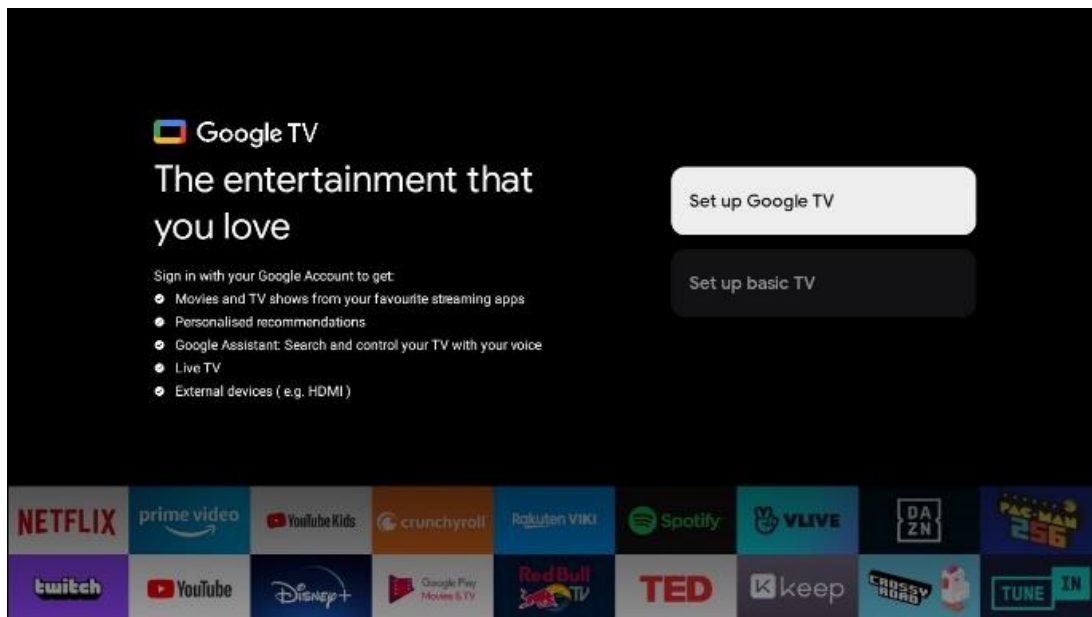 Google TV
The entertainment that
you love
Sign in with your Google Account to get:
Movies and TV shows from your favourite streaming apps
Personalised recommendations
Google Assistant: Search and control your TV with your voice
Live TV
External devices ( e.g. HDMI )
Set up Google TV
Set up basic TV
NETFLIX
prime video
YouTube Kids
crunchyroll
Rakuten VIKI
Spotify
VLIVE
DA
ZN
PAC-MAN
256
twitch
YouTube
Disney+
Google Play
Movies & TV
Red Bull
TV
TED
keep
CROSSY
ROAD
TUNE IN